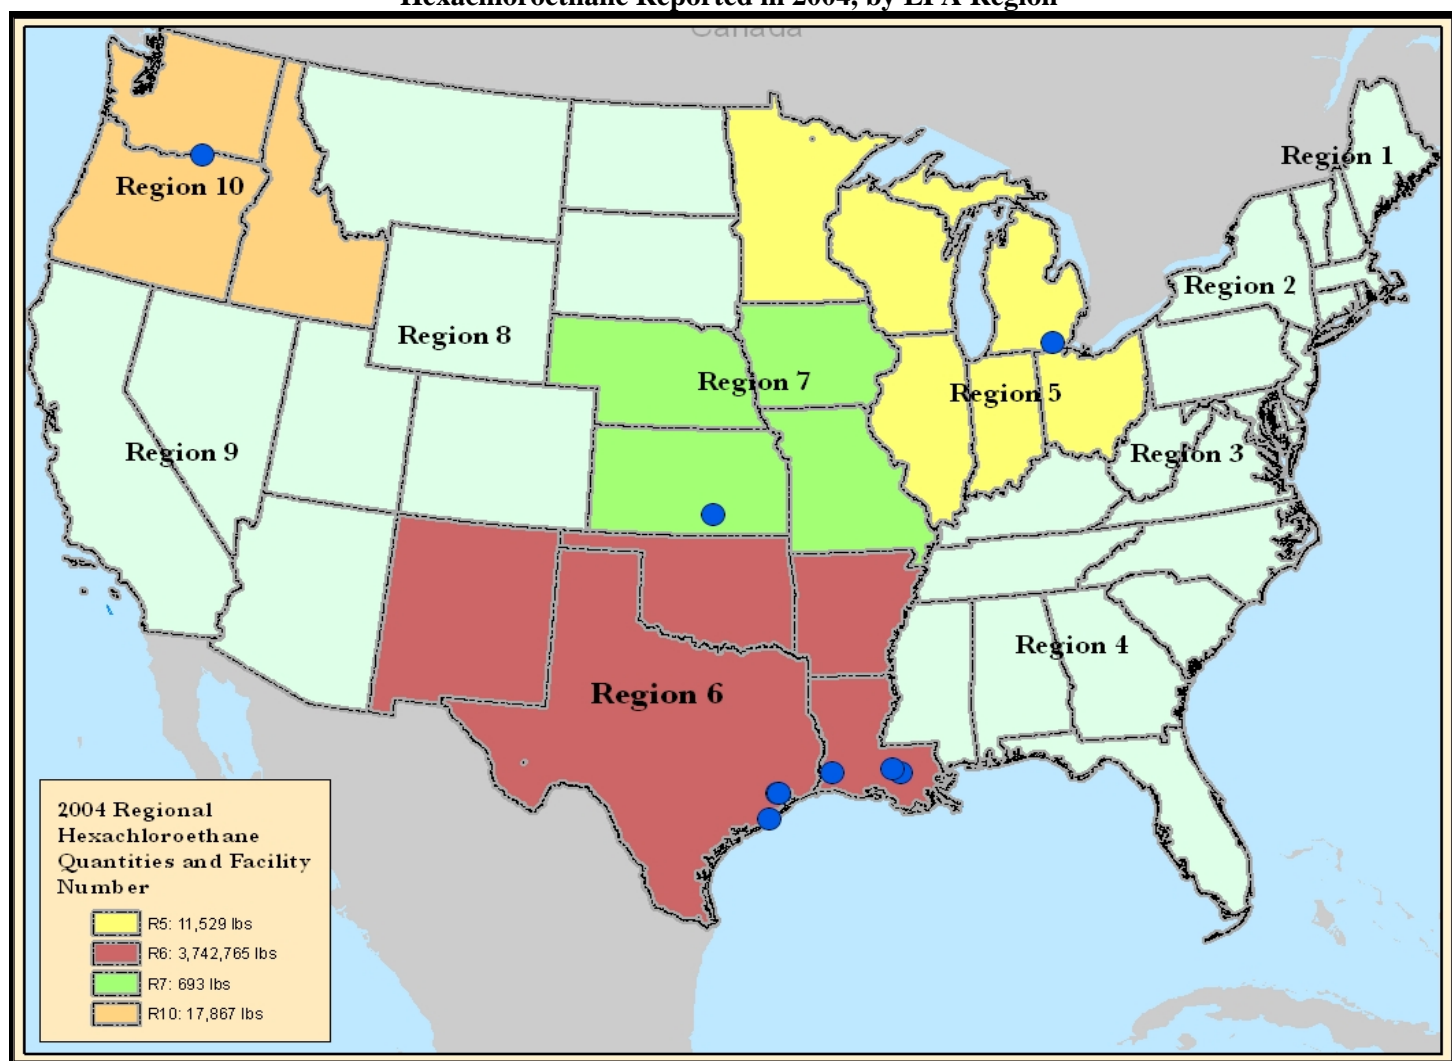 Hexachloroethane Reported in 2004, by EPA Region
Canada
Region 1
Region 10
Region 2
Region 8
Region 7
Region 5
Region 9
Region 3
Region 4
Region 6
2004 Regional
Hexachloroethane
Quantities and Facility
Number
R5: 11,529 lbs
R6: 3,742,765 lbs
R7: 693 lbs
R10: 17,867 lbs